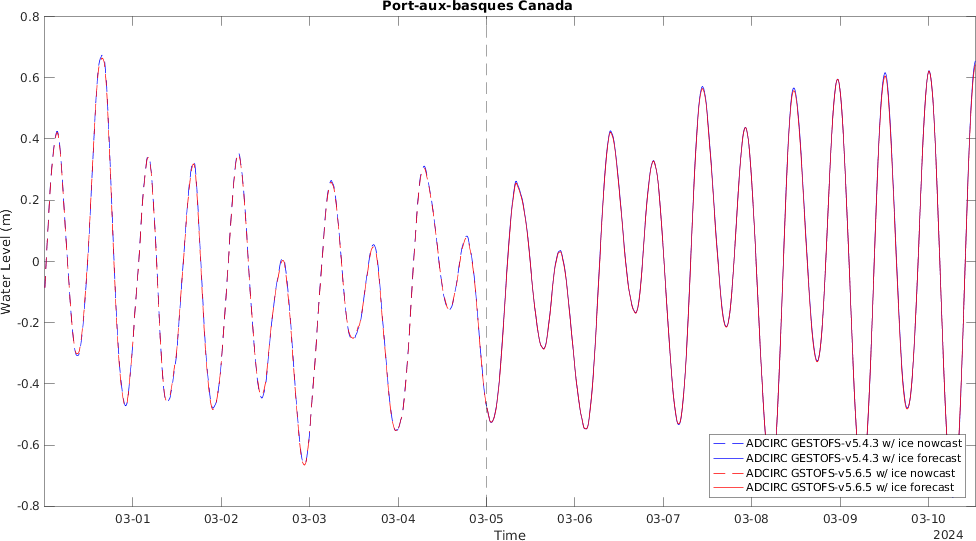 Port-aux-basques Canada
0.8
0.6
0.4
0.2
0
-0.2
-0.4
-0.6
-0.8
Water Level (m)
ADCIRC GESTOFS-v5.4.3 w/ ice nowcast
ADCIRC GESTOFS-v5.4.3 w/ ice forecast
ADCIRC GSTOFS-v5.6.5 w/ ice nowcast
ADCIRC GSTOFS-v5.6.5 w/ ice forecast
03-01 03-02 03-03 03-04 03-05 03-06 03-07 03-08 03-09 03-10
Time
2024